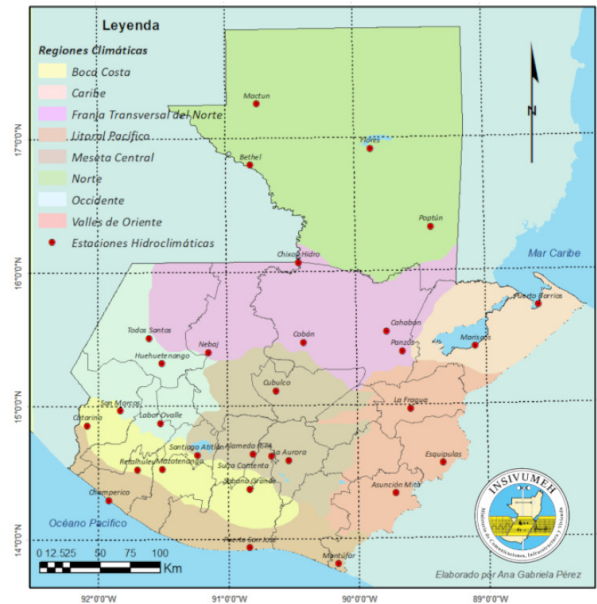 Leyenda
Regiones Climáticas
Boca Costa
Caribe
Franja Transversal del Norte
Litoral Pacífico
Meseta Central
Norte
Occidente
Valles de Oriente
Estaciones Hidroclimáticas
N
Mactun
Flores
Bethel
Poptún
17°0'0"N
Chixoy Hidro
Mar Caribe
16°0'0"N
Puerto Barrios
Todos Santos
Nebaj
Cobán
Cahabón
Panzós
Mariscos
Huehuetenango
Cubulco
La Fragua
15°0'0"N
San Marcos
Catarina
Labor Ovalle
Santiago Atitlán
Alameda ICTA
La Aurora
Esquipulas
Retalhuleu
Mazatenango
Suiza Contenta
Sabana Grande
Asunción Mita
Champerico
Océano Pacífico
Puerto San José
Montúfar
14°0'0"N
INSIVUMEH
0 12.525 50 75 100
Km
Elaborado por Ana Gabriela Pérez
92°0'0"W 91°0'0"W 90°0'0"W 89°0'0"W